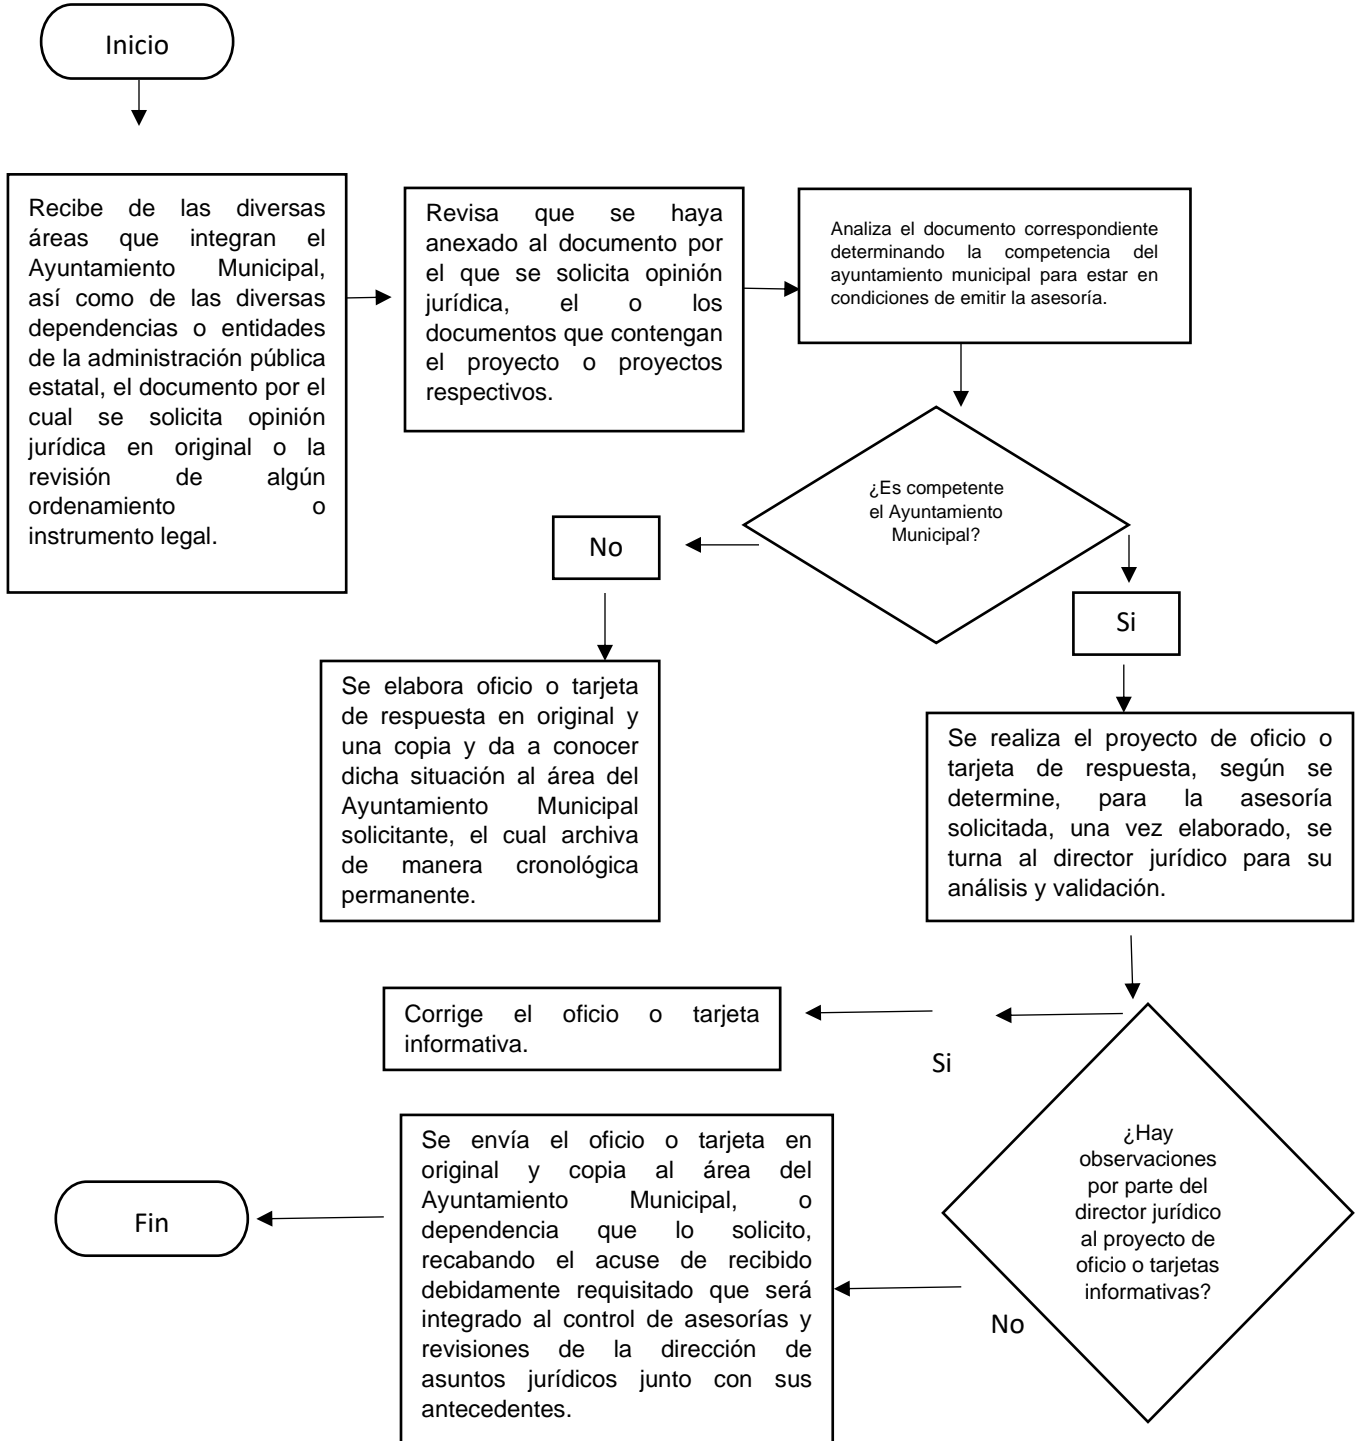 Inicio
Recibe de las diversas
áreas que integran el
Ayuntamiento Municipal,
así como de las diversas
dependencias o entidades
de la administración pública
estatal, el documento por el
cual se solicita opinión
jurídica en original o la
revisión de algún
ordenamiento o
instrumento legal.
Revisa que se haya
anexado al documento por
el que se solicita opinión
jurídica, el o los
documentos que contengan
el proyecto o proyectos
respectivos.
Analiza el documento correspondiente
determinando la competencia del
ayuntamiento municipal para estar en
condiciones de emitir la asesoría.
¿Es competente
el Ayuntamiento
Municipal?
No
Si
Se elabora oficio o tarjeta
de respuesta en original y
una copia y da a conocer
dicha situación al área del
Ayuntamiento Municipal
solicitante, el cual archiva
de manera cronológica
permanente.
Se realiza el proyecto de oficio o
tarjeta de respuesta, según se
determine, para la asesoría
solicitada, una vez elaborado, se
turna al director jurídico para su
análisis y validación.
Corrige el oficio o tarjeta
informativa.
Si
¿Hay
observaciones
por parte del
director jurídico
al proyecto de
oficio o tarjetas
informativas?
No
Se envía el oficio o tarjeta en
original y copia al área del
Ayuntamiento Municipal, o
dependencia que lo solicito,
recabando el acuse de recibido
debidamente requisitado que será
integrado al control de asesorías y
revisiones de la dirección de
asuntos jurídicos junto con sus
antecedentes.
Fin